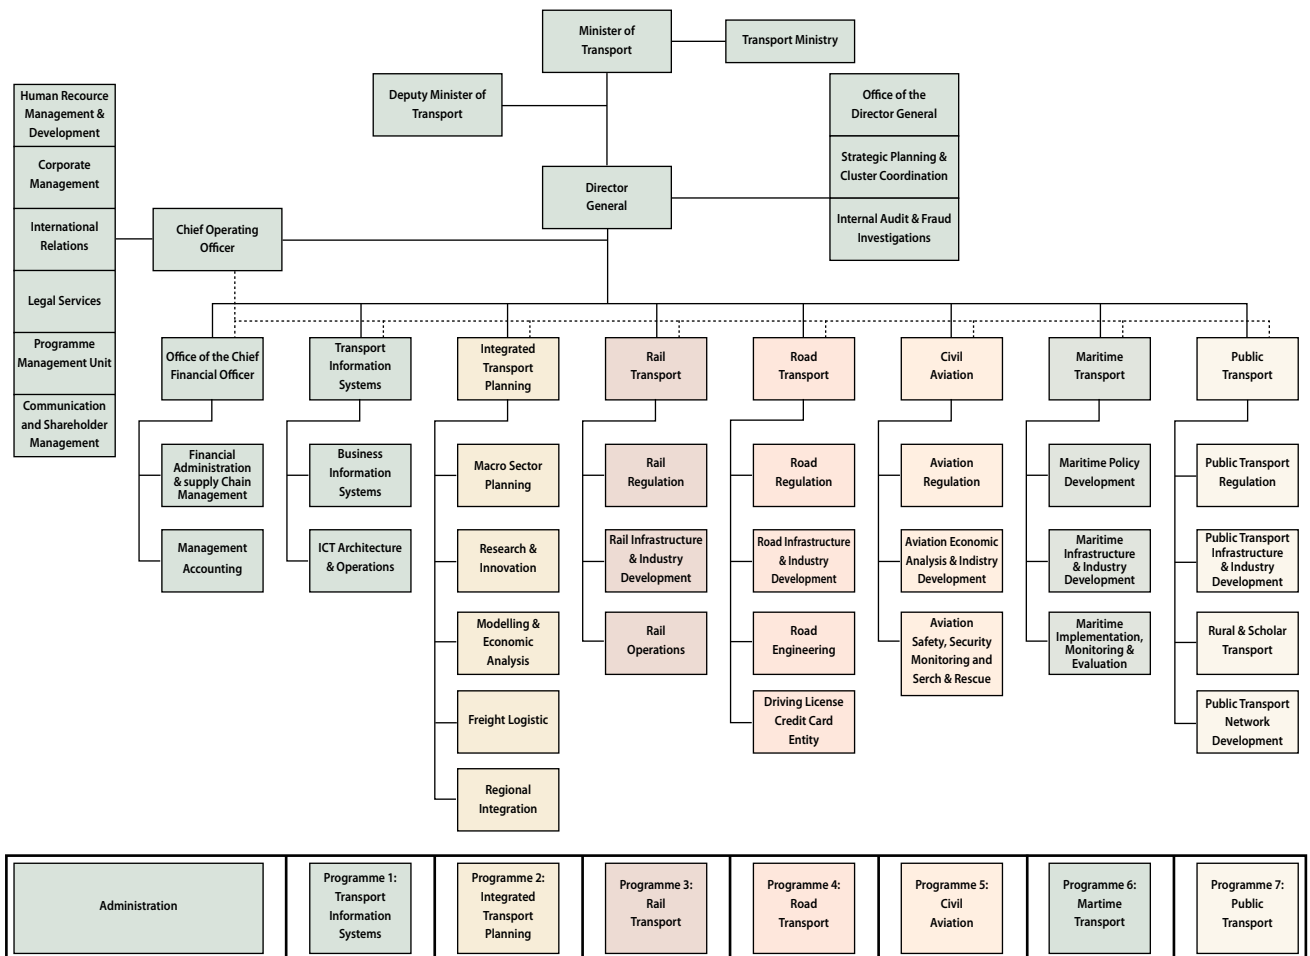 Minister of
Transport
Transport Ministry
Deputy Minister of
Transport
Office of the
Director General
Strategic Planning &
Cluster Coordination
Internal Audit & Fraud
Investigations
Director
General
Human Recource
Management &
Development
Corporate
Management
International
Relations
Legal Services
Programme
Management Unit
Communication
and Shareholder
Management
Chief Operating
Officer
Office of the Chief
Financial Officer
Transport
Information
Systems
Integrated
Transport
Planning
Rail
Transport
Road
Transport
Civil
Aviation
Maritime
Transport
Public
Transport
Financial
Administration
& supply Chain
Management
Management
Accounting
Business
Information
Systems
ICT Architecture
& Operations
Macro Sector
Planning
Research &
Innovation
Modelling &
Economic
Analysis
Freight Logistic
Regional
Integration
Rail
Regulation
Rail Infrastructure
& Industry
Development
Rail
Operations
Road
Regulation
Road Infrastructure
& Industry
Development
Road
Engineering
Driving License
Credit Card
Entity
Aviation
Regulation
Aviation Economic
Analysis & Indistry
Development
Aviation
Safety, Security
Monitoring and
Serch & Rescue
Maritime Policy
Development
Maritime
Infrastructure
& Industry
Development
Maritime
Implementation,
Monitoring &
Evaluation
Public Transport
Regulation
Public Transport
Infrastructure
& Industry
Development
Rural & Scholar
Transport
Public Transport
Network
Development
Administration
Programme 1:
Transport
Information
Systems
Programme 2:
Integrated
Transport
Planning
Programme 3:
Rail
Transport
Programme 4:
Road
Transport
Programme 5:
Civil
Aviation
Programme 6:
Martime
Transport
Programme 7:
Public
Transport